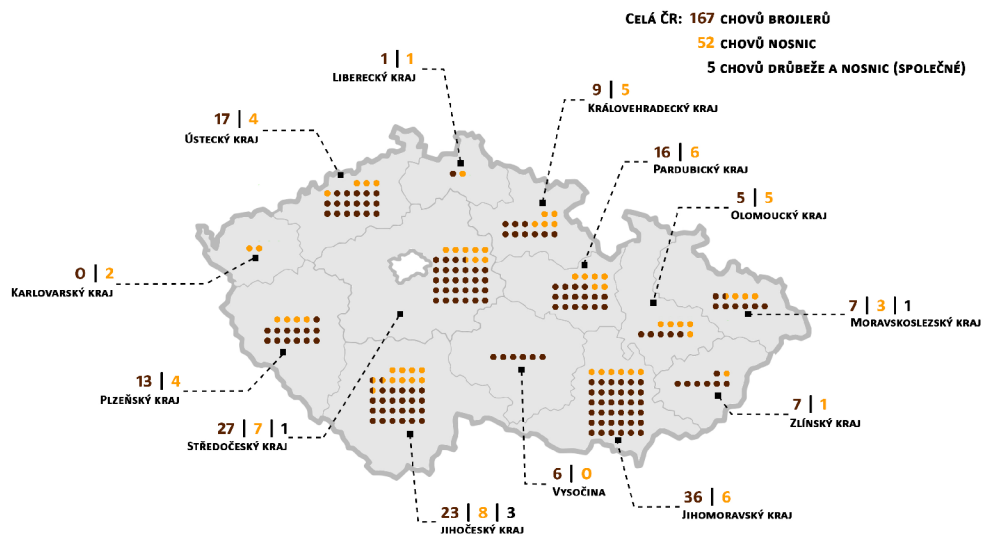 Celá ČR: 167 chovů brojlerů
52 chovů nosnic
5 chovů drůbeže a nosnic (společné)
1 | 1
Liberecký kraj
9 | 5
Královehradecký kraj
17 | 4
Ústecký kraj
16 | 6
Pardubický kraj
5 | 5
Olomoucký kraj
0 | 2
Karlovarský kraj
7 | 3 | 1
Moravskoslezský kraj
13 | 4
Plzeňský kraj
7 | 1
Zlínský kraj
27 | 7 | 1
Středočeský kraj
6 | 0
Vysočina
36 | 6
Jihomoravský kraj
23 | 8 | 3
Jihočeský kraj